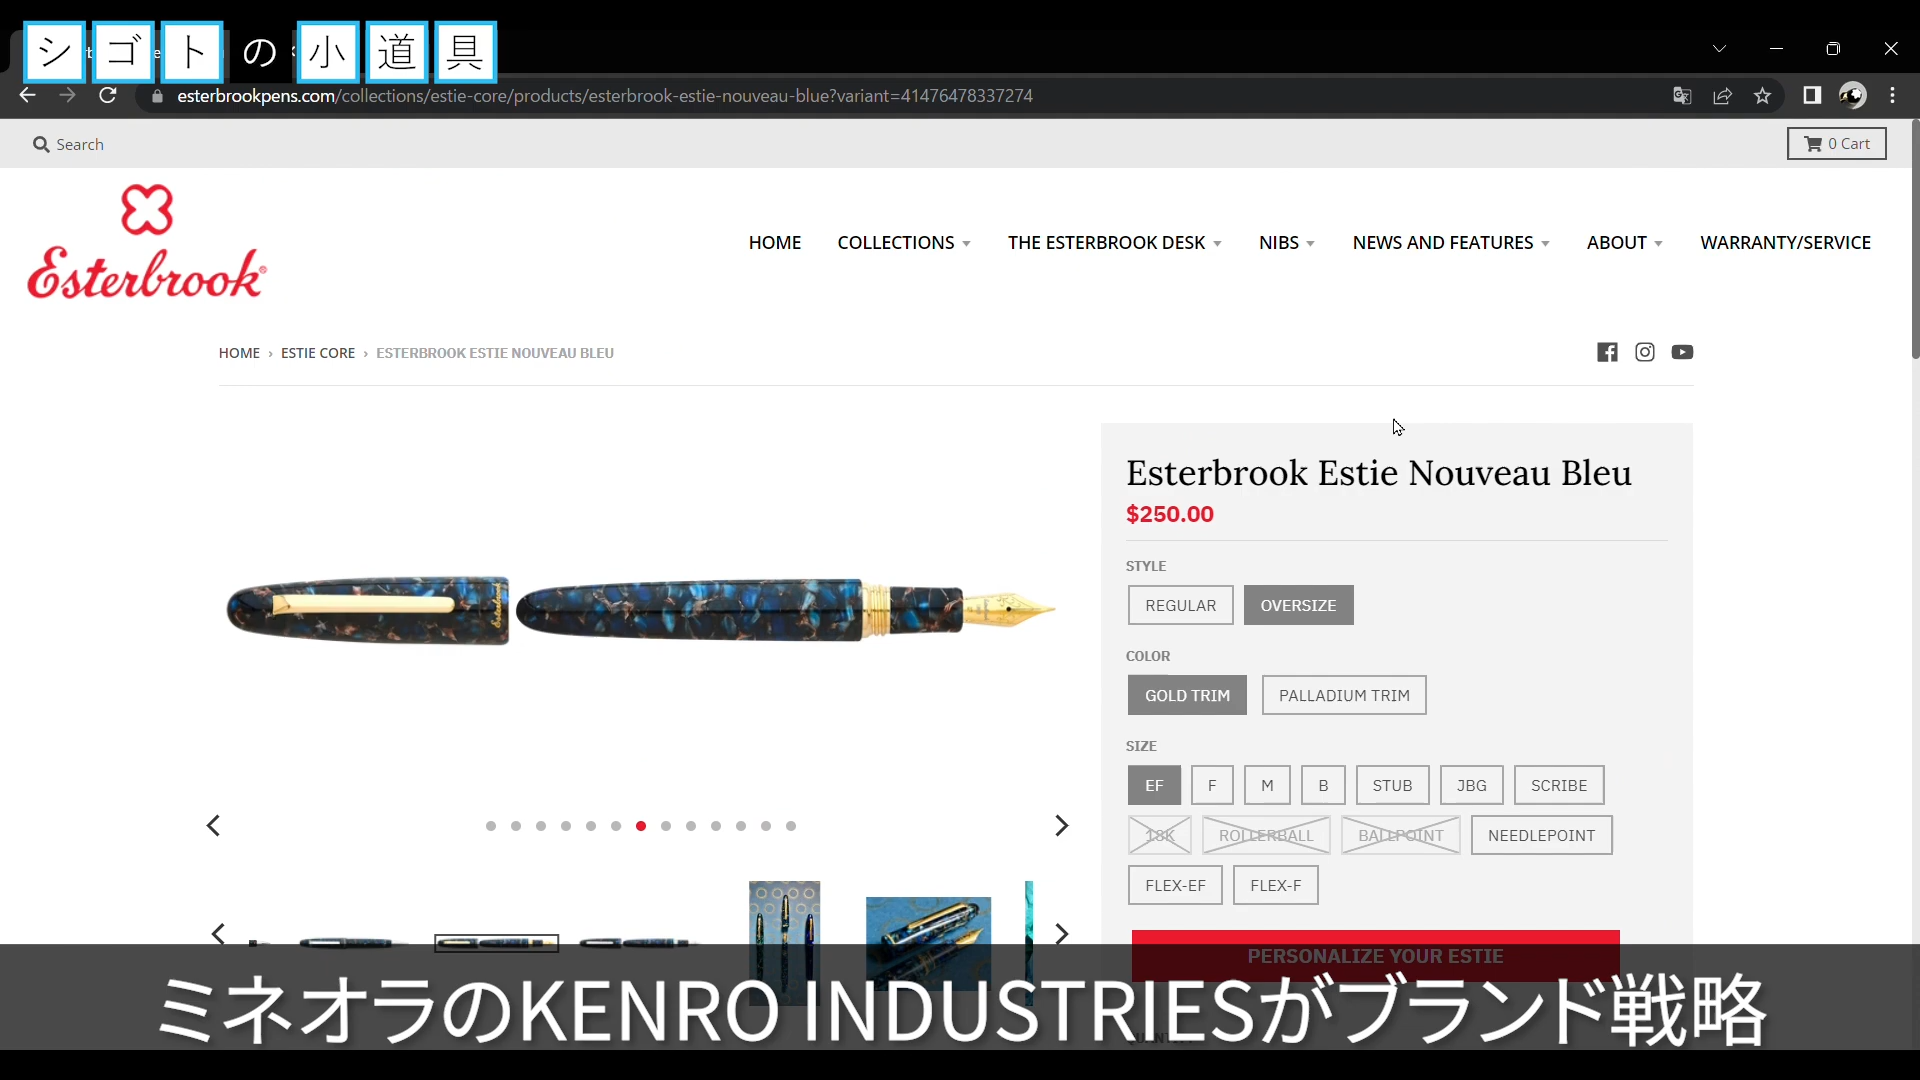 シゴトの小道具
esterbrookpens.com/collections/estie-core/products/esterbrook-estie-nouveau-blue?variant=41476478337274
Search
0 Cart
Esterbrook®
HOME
COLLECTIONS
THE ESTERBROOK DESK
NIBS
NEWS AND FEATURES
ABOUT
WARRANTY/SERVICE
HOME › ESTIE CORE › ESTERBROOK ESTIE NOUVEAU BLEU
Esterbrook Estie Nouveau Bleu
$250.00
STYLE
REGULAR
OVERSIZE
COLOR
GOLD TRIM
PALLADIUM TRIM
SIZE
EF
F
M
B
STUB
JBG
SCRIBE
18K
ROLLERBALL
BALLPOINT
NEEDLEPOINT
FLEX-EF
FLEX-F
PERSONALIZE YOUR ESTIE
ミネオラのKENRO INDUSTRIESがブランド戦略